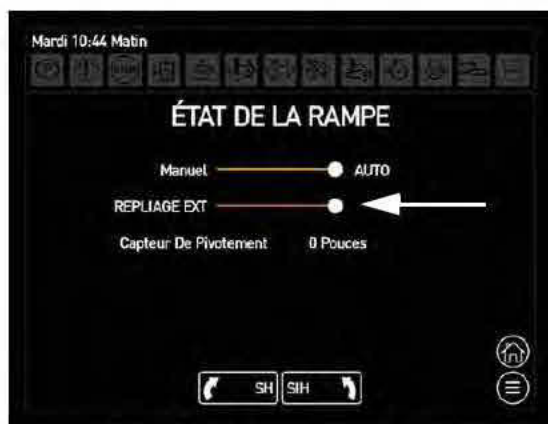 Mardi 10:44 Matin
ÉTAT DE LA RAMPE
Manuel AUTO
REPLIAGE EXT
Capteur De Pivotement 0 Pouces
SH SIH